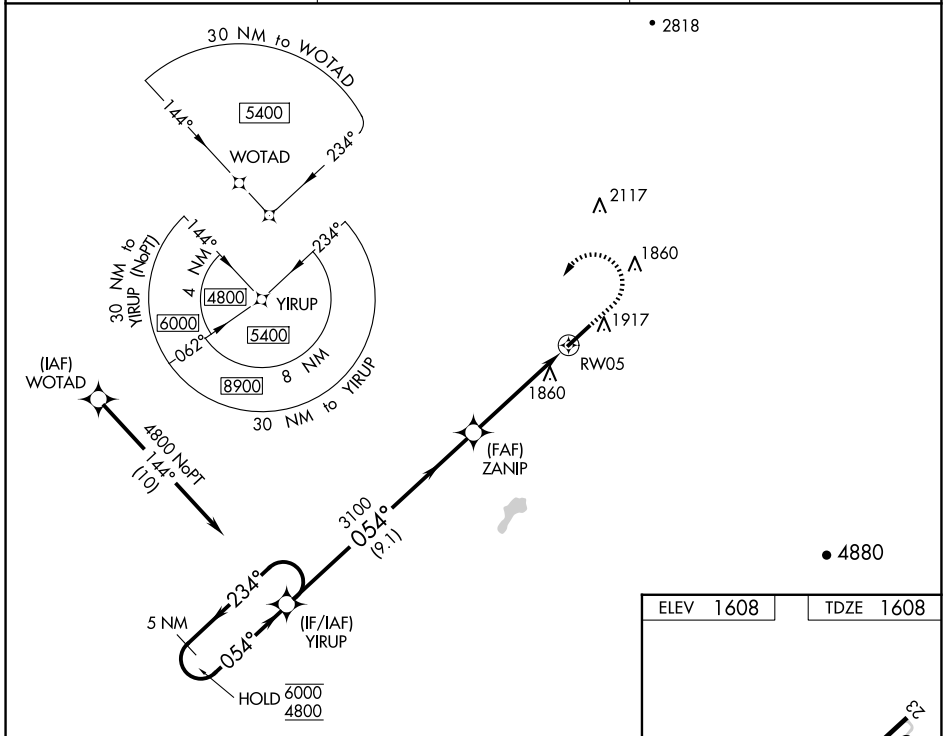 2818
30 NM to WOTAD
5400
144°
234°
WOTAD
2117
30 NM to
YIRUP (NoPT)
144°
234°
4 NM
4800
YIRUP
6000
5400
062°
8 NM
8900
30 NM to YIRUP
1860
1917
RW05
1860
(IAF)
WOTAD
4800 NoPT
144°
(10)
(FAF)
ZANIP
3100
054°
(9.1)
4880
234°
5 NM
054°
(IF/IAF)
YIRUP
HOLD 6000
4800
ELEV 1608
TDZE 1608
23